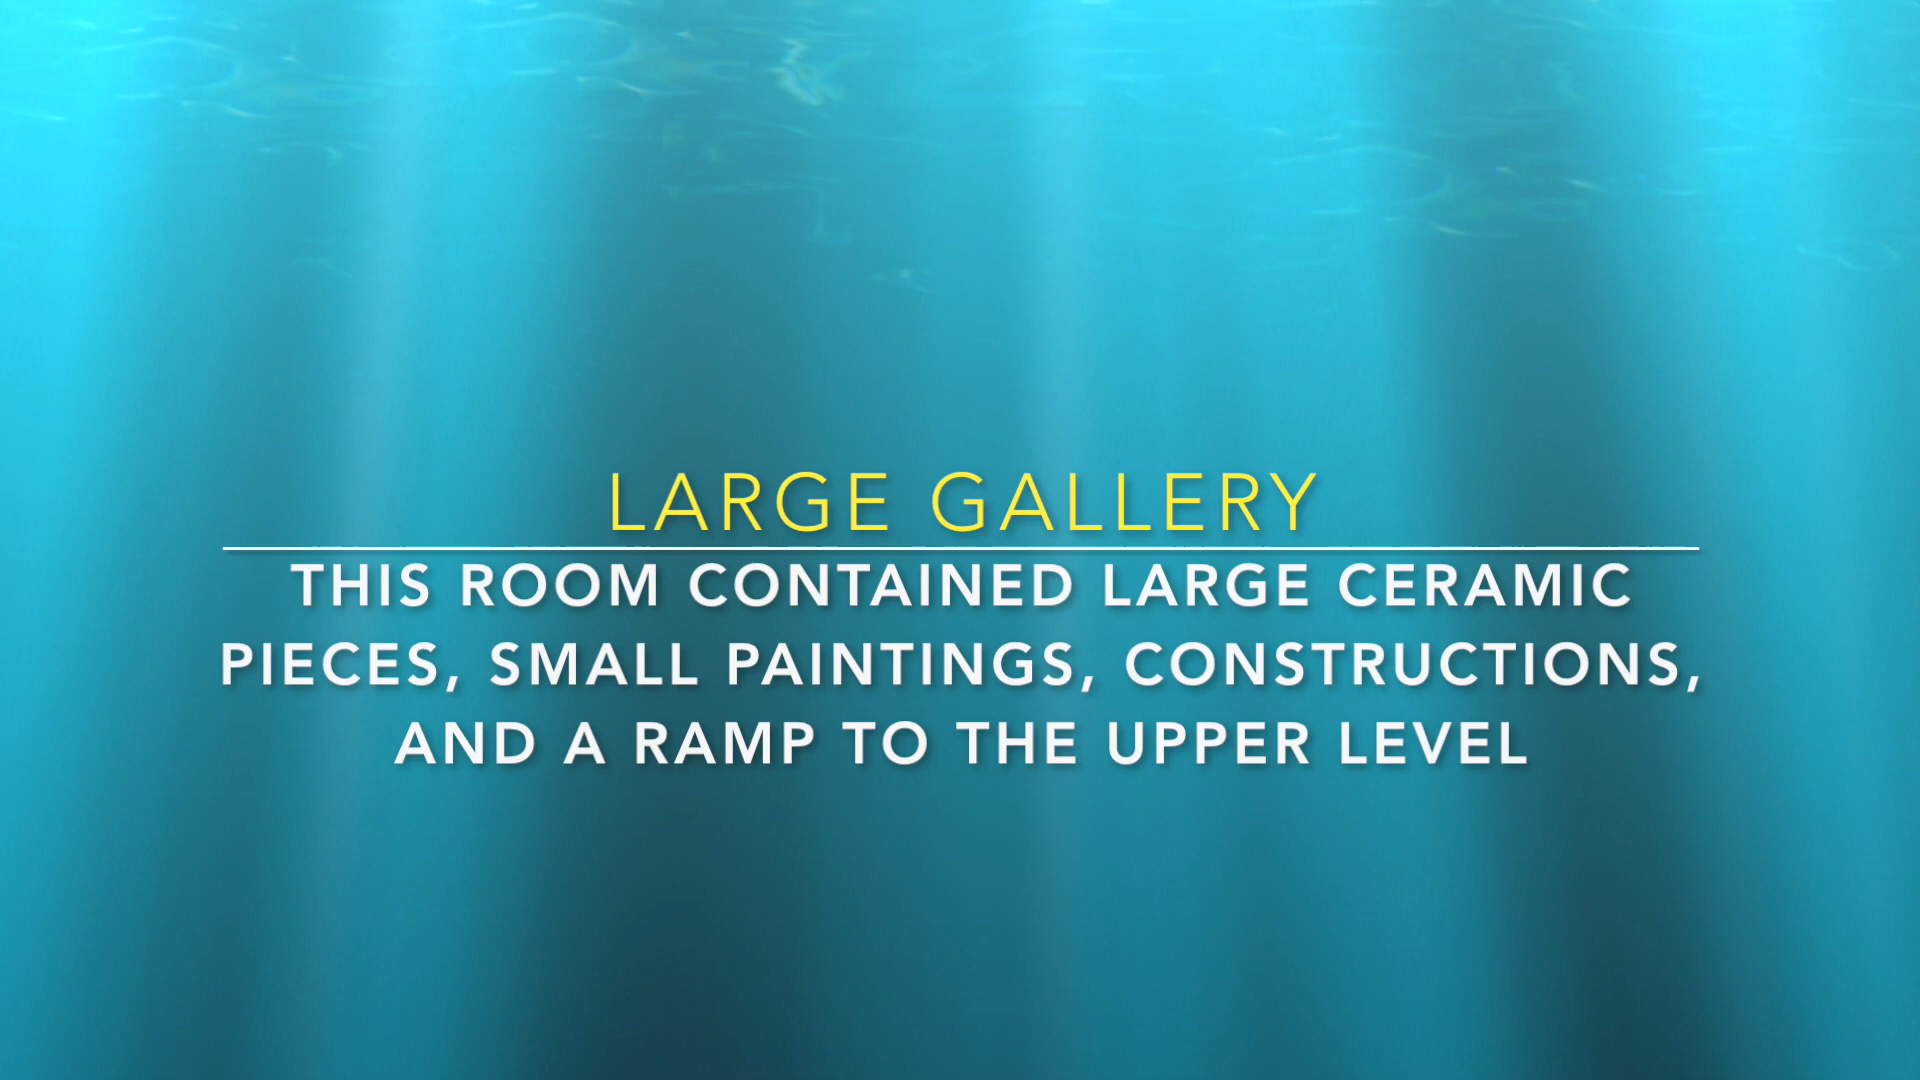 LARGE GALLERY
THIS ROOM CONTAINED LARGE CERAMIC
PIECES, SMALL PAINTINGS, CONSTRUCTIONS,
AND A RAMP TO THE UPPER LEVEL